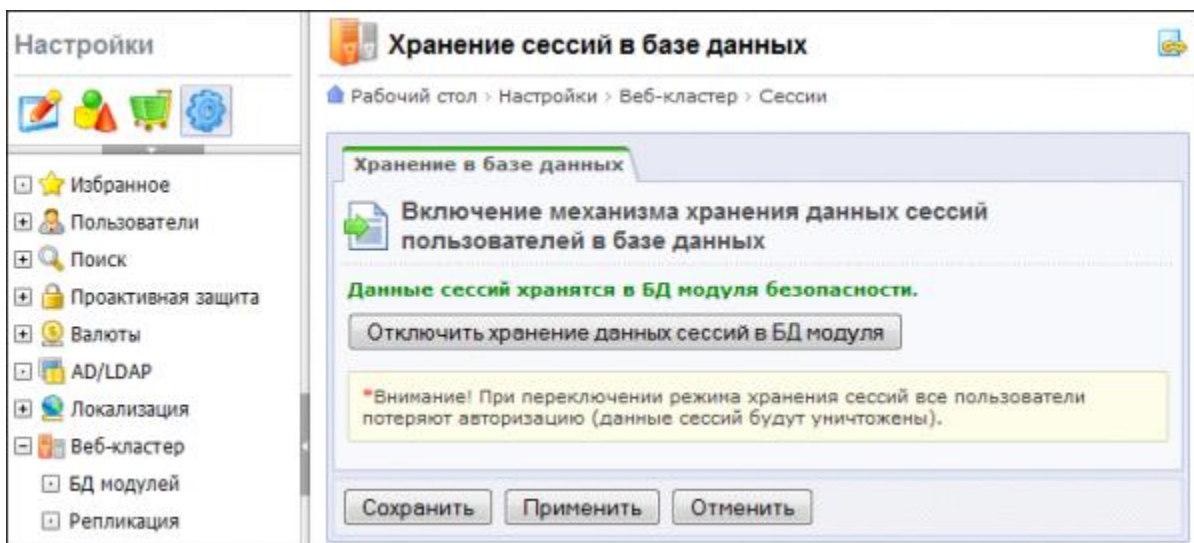 Настройки
Избранное
Пользователи
Поиск
Проактивная защита
Валюты
AD/LDAP
Локализация
Веб-кластер
БД модулей
Репликация
Хранение сессий в базе данных
Рабочий стол › Настройки › Веб-кластер › Сессии
Хранение в базе данных
Включение механизма хранения данных сессий
пользователей в базе данных
Данные сессий хранятся в БД модуля безопасности.
Отключить хранение данных сессий в БД модуля
*Внимание! При переключении режима хранения сессий все пользователи
потеряют авторизацию (данные сессий будут уничтожены).
Сохранить Применить Отменить